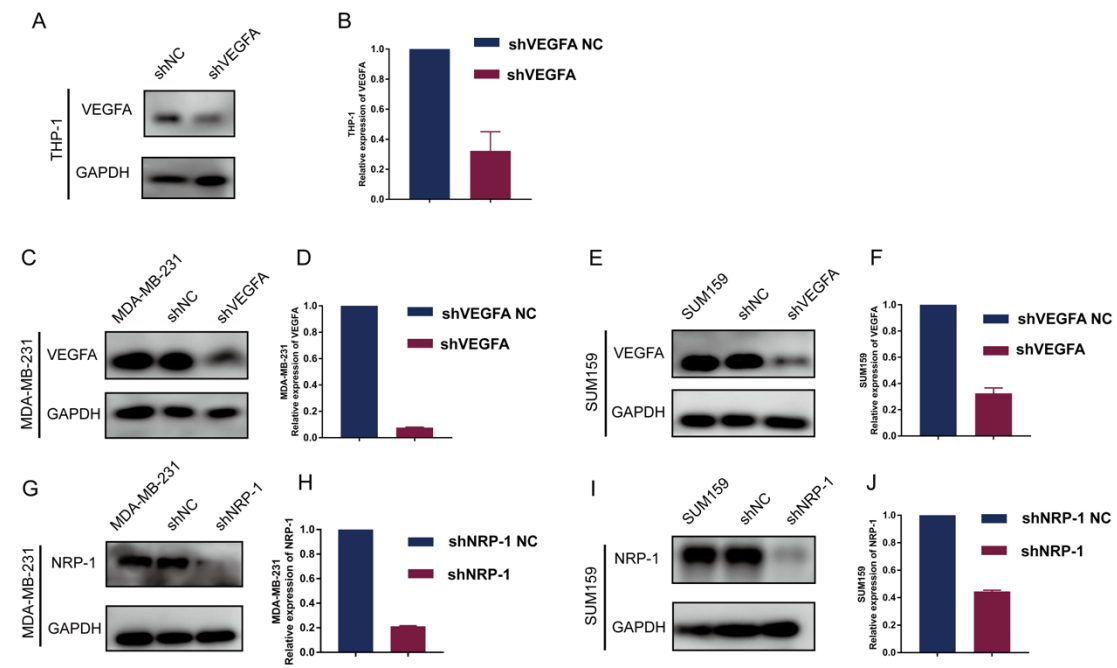 A
shNC
shVEGFA
THP-1
VEGFA
GAPDH
B
THP-1
Relative expression of VEGFA
1.0
0.8
0.6
0.4
0.2
0.0
shVEGFA NC
shVEGFA
C
MDA-MB-231
shNC
shVEGFA
MDA-MB-231
VEGFA
GAPDH
D
MDA-MB-231
Relative expression of VEGFA
1.0
0.8
0.6
0.4
0.2
0.0
shVEGFA NC
shVEGFA
E
SUM159
shNC
shVEGFA
SUM159
VEGFA
GAPDH
F
SUM159
Relative expression of VEGFA
1.0
0.8
0.6
0.4
0.2
0.0
shVEGFA NC
shVEGFA
G
MDA-MB-231
shNC
shNRP-1
MDA-MB-231
NRP-1
GAPDH
H
MDA-MB-231
Relative expression of NRP-1
1.0
0.8
0.6
0.4
0.2
0.0
shNRP-1 NC
shNRP-1
I
SUM159
shNC
shNRP-1
SUM159
NRP-1
GAPDH
J
SUM159
Relative expression of NRP-1
1.0
0.8
0.6
0.4
0.2
0.0
shNRP-1 NC
shNRP-1